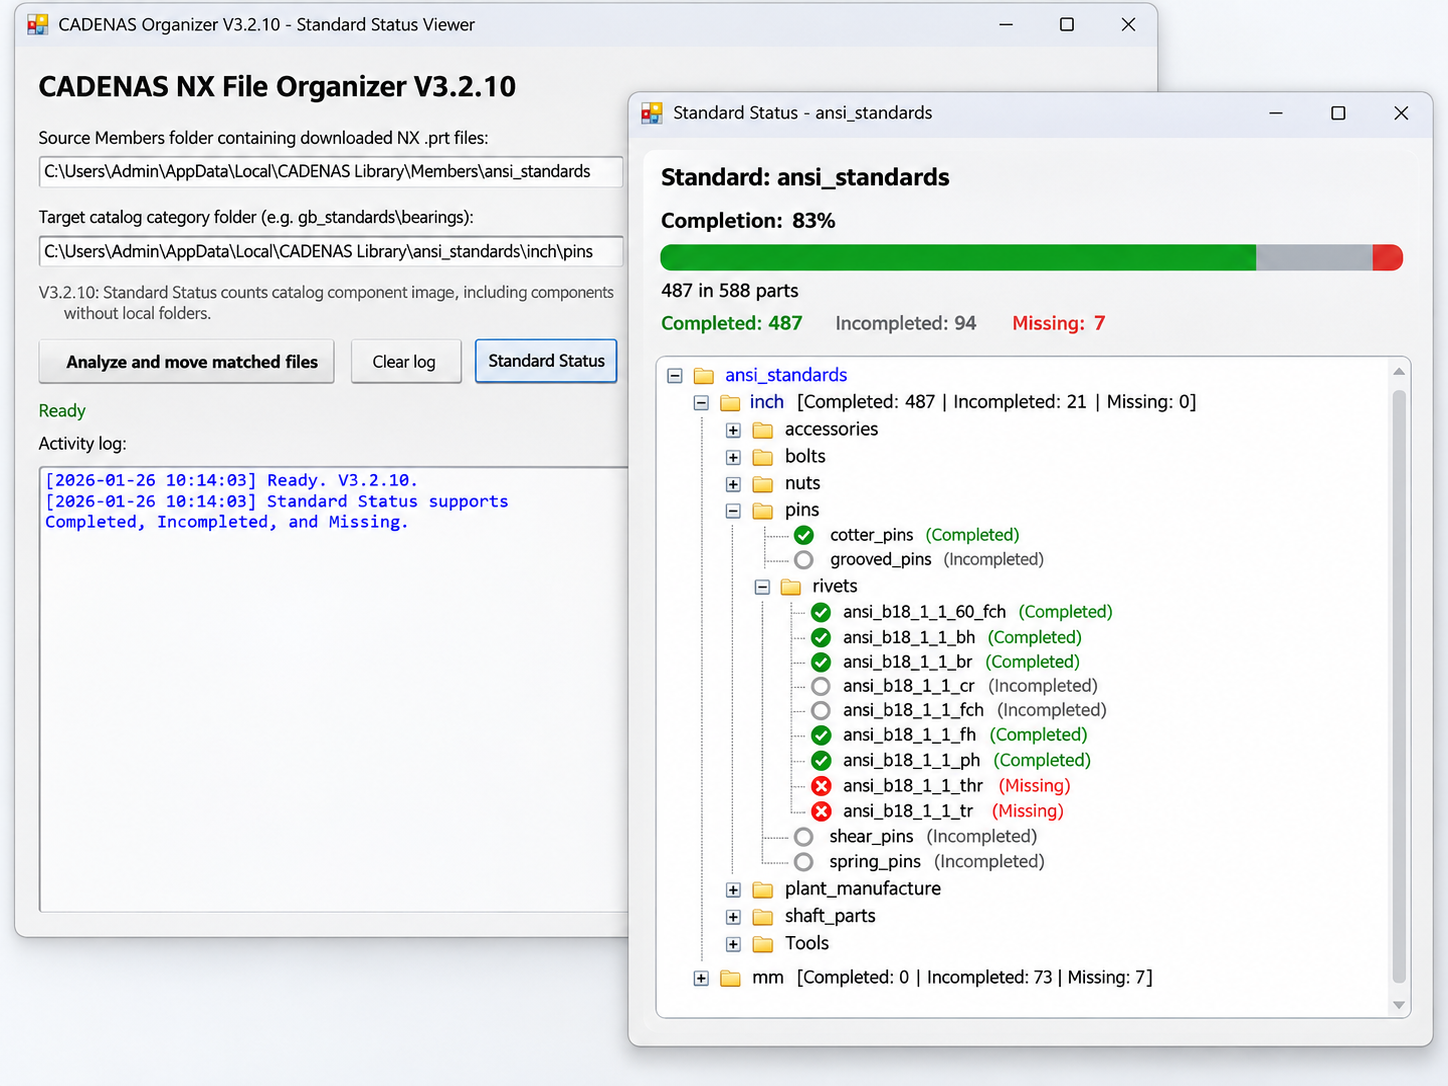 CADENAS Organizer V3.2.10 - Standard Status Viewer
CADENAS NX File Organizer V3.2.10
Source Members folder containing downloaded NX .prt files:
C:\Users\Admin\AppData\Local\CADENAS Library\Members\ansi_standards
Target catalog category folder (e.g. gb_standards\bearings):
C:\Users\Admin\AppData\Local\CADENAS Library\ansi_standards\inch\pins
V3.2.10: Standard Status counts catalog component image, including components
without local folders.
Analyze and move matched files
Clear log
Standard Status
Ready
Activity log:
[2026-01-26 10:14:03] Ready. V3.2.10.
[2026-01-26 10:14:03] Standard Status supports
Completed, Incompleted, and Missing.
Standard Status - ansi_standards
Standard: ansi_standards
Completion: 83%
487 in 588 parts
Completed: 487 Incompleted: 94 Missing: 7
ansi_standards
inch [Completed: 487 | Incompleted: 21 | Missing: 0]
accessories
bolts
nuts
pins
cotter_pins (Completed)
grooved_pins (Incompleted)
rivets
ansi_b18_1_1_60_fch (Completed)
ansi_b18_1_1_bh (Completed)
ansi_b18_1_1_br (Completed)
ansi_b18_1_1_cr (Incompleted)
ansi_b18_1_1_fch (Incompleted)
ansi_b18_1_1_fh (Completed)
ansi_b18_1_1_ph (Completed)
ansi_b18_1_1_thr (Missing)
ansi_b18_1_1_tr (Missing)
shear_pins (Incompleted)
spring_pins (Incompleted)
plant_manufacture
shaft_parts
Tools
mm [Completed: 0 | Incompleted: 73 | Missing: 7]